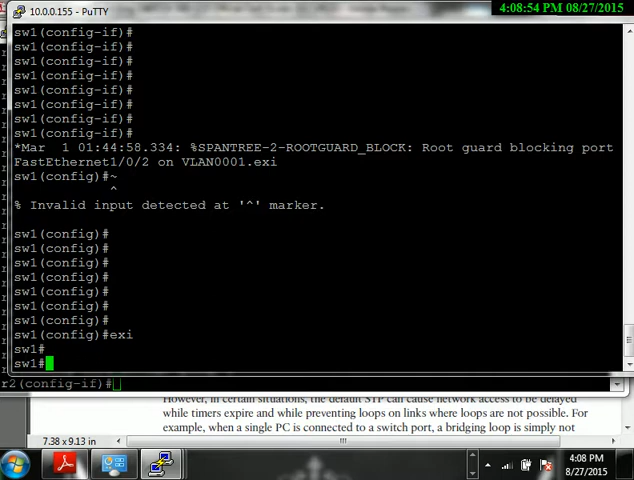 10.0.0.155 - PuTTY
4:08:54 PM 08/27/2015
sw1(config-if)#
sw1(config-if)#
sw1(config-if)#
sw1(config-if)#
sw1(config-if)#
sw1(config-if)#
sw1(config-if)#
sw1(config-if)#
*Mar  1 01:44:58.334: %SPANTREE-2-ROOTGUARD_BLOCK: Root guard blocking port
FastEthernet1/0/2 on VLAN0001.exi
sw1(config)#~
^
% Invalid input detected at '^' marker.
sw1(config)#
sw1(config)#
sw1(config)#
sw1(config)#
sw1(config)#
sw1(config)#
sw1(config)#
sw1(config)#exi
sw1#
sw1#
r2(config-if)#
However, in certain situations, the default STP can cause network access to be delayed
while timers expire and while preventing loops on links where loops are not possible. For
example, when a single PC is connected to a switch port, a bridging loop is simply not
7.38 x 9.13 in
4:08 PM
8/27/2015